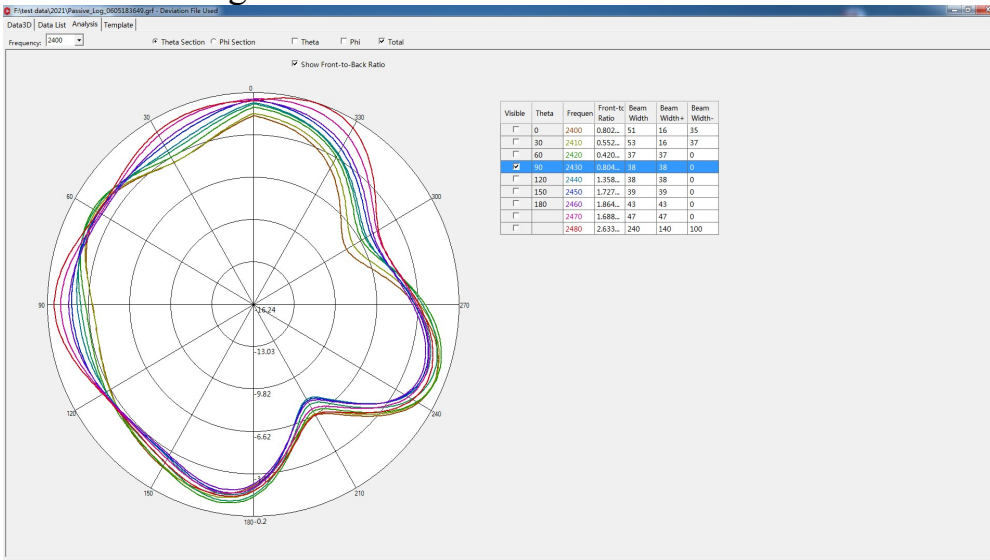 F:\test data\2021\Passive_Log_0605183649.grf - Deviation File Used
Data3D Data List Analysis Template
Frequency: 2400 Theta Section Phi Section Theta Phi Total
Show Front-to-Back Ratio
0
30
330
60
300
90
270
120
240
150
210
180
-16.24
-13.03
-9.82
-6.62
-0.2
Visible Theta Frequen Front-to Ratio Beam Width Beam Width+ Beam Width-
0 2400 0.802... 51 16 35
30 2410 0.552... 53 16 37
60 2420 0.420... 37 37 0
90 2430 0.804... 38 38 0
120 2440 1.358... 38 38 0
150 2450 1.727... 39 39 0
180 2460 1.864... 43 43 0
2470 1.688... 47 47 0
2480 2.633... 240 140 100